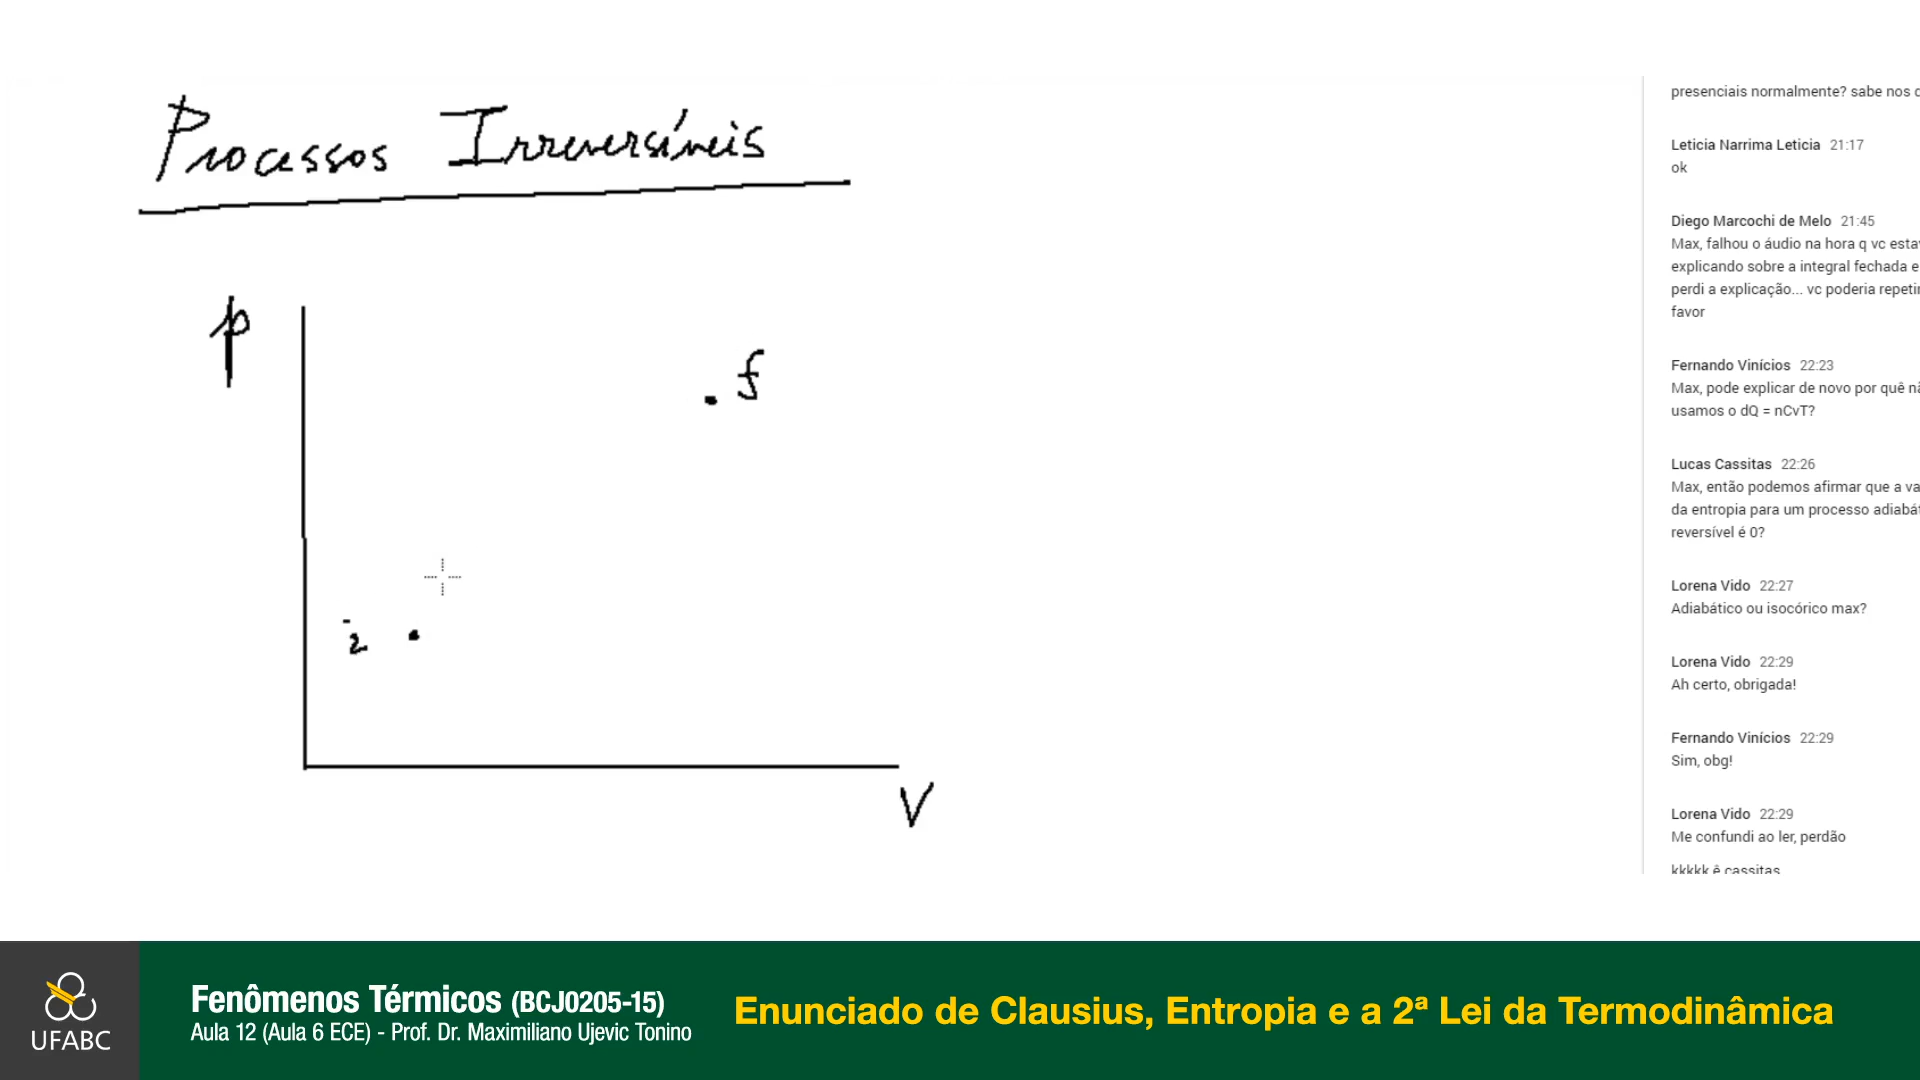 Processos Irreversíveis
p
f
i
V
presenciais normalmente? sabe nos
Leticia Narrima Leticia 21:17
ok
Diego Marcochi de Melo 21:45
Max, falhou o áudio na hora q vc esta
explicando sobre a integral fechada e
perdi a explicação... vc poderia repeti
favor
Fernando Vinícios 22:23
Max, pode explicar de novo por quê n
usamos o dQ = nCvT?
Lucas Cassitas 22:26
Max, então podemos afirmar que a va
da entropia para um processo adiabá
reversível é 0?
Lorena Vido 22:27
Adiabático ou isocórico max?
Lorena Vido 22:29
Ah certo, obrigada!
Fernando Vinícios 22:29
Sim, obg!
Lorena Vido 22:29
Me confundi ao ler, perdão
kkkkk ê cassitas
UFABC
Fenômenos Térmicos (BCJ0205-15)
Aula 12 (Aula 6 ECE) - Prof. Dr. Maximiliano Ujevic Tonino
Enunciado de Clausius, Entropia e a 2ª Lei da Termodinâmica